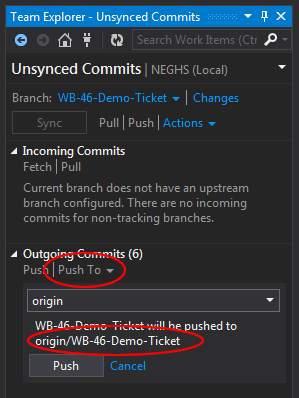 Team Explorer - Unsynced Commits
Search Work Items (Ctr
Unsynced Commits | NEGHS (Local)
Branch: WB-46-Demo-Ticket Changes
Sync Pull Push Actions
Incoming Commits
Fetch | Pull
Current branch does not have an upstream
branch configured. There are no incoming
commits for non-tracking branches.
Outgoing Commits (6)
Push Push To
origin
WB-46-Demo-Ticket will be pushed to
origin/WB-46-Demo-Ticket
Push Cancel